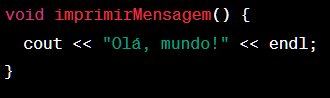 void imprimirMensagem() {
  cout << "Olá, mundo!" << endl;
}